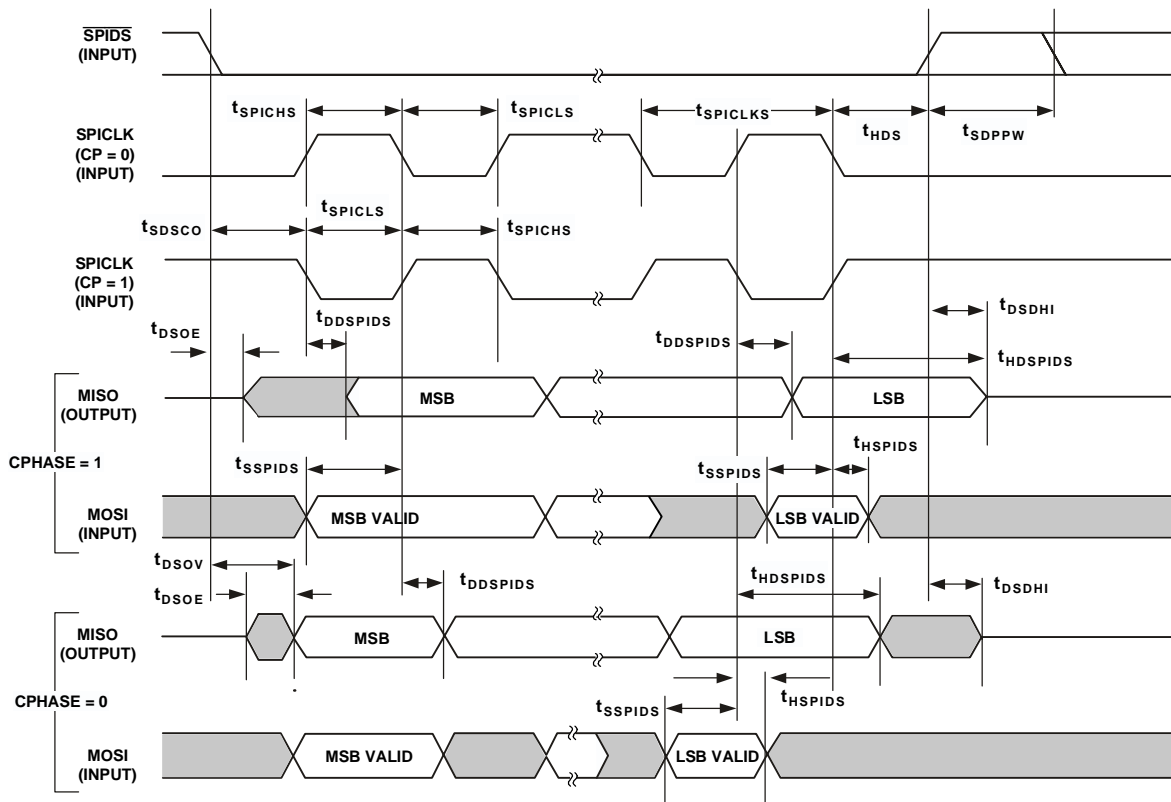 SPIDS
(INPUT)
tSPICHS
tSPICLS
tSPICLKS
tHDS
tSDPPW
SPICLK
(CP = 0)
(INPUT)
tSDSCO
tSPICLS
tSPICHS
SPICLK
(CP = 1)
(INPUT)
tDSOE
tDDSPIDS
tDDSPIDS
tDSDHI
tHDSPIDS
MISO
(OUTPUT)
MSB
LSB
CPHASE = 1
tSSPIDS
tSSPIDS
tHSPIDS
MOSI
(INPUT)
MSB VALID
LSB VALID
tDSOV
tDSOE
tDDSPIDS
tHDSPIDS
tDSDHI
MISO
(OUTPUT)
MSB
LSB
CPHASE = 0
tSSPIDS
tHSPIDS
MOSI
(INPUT)
MSB VALID
LSB VALID